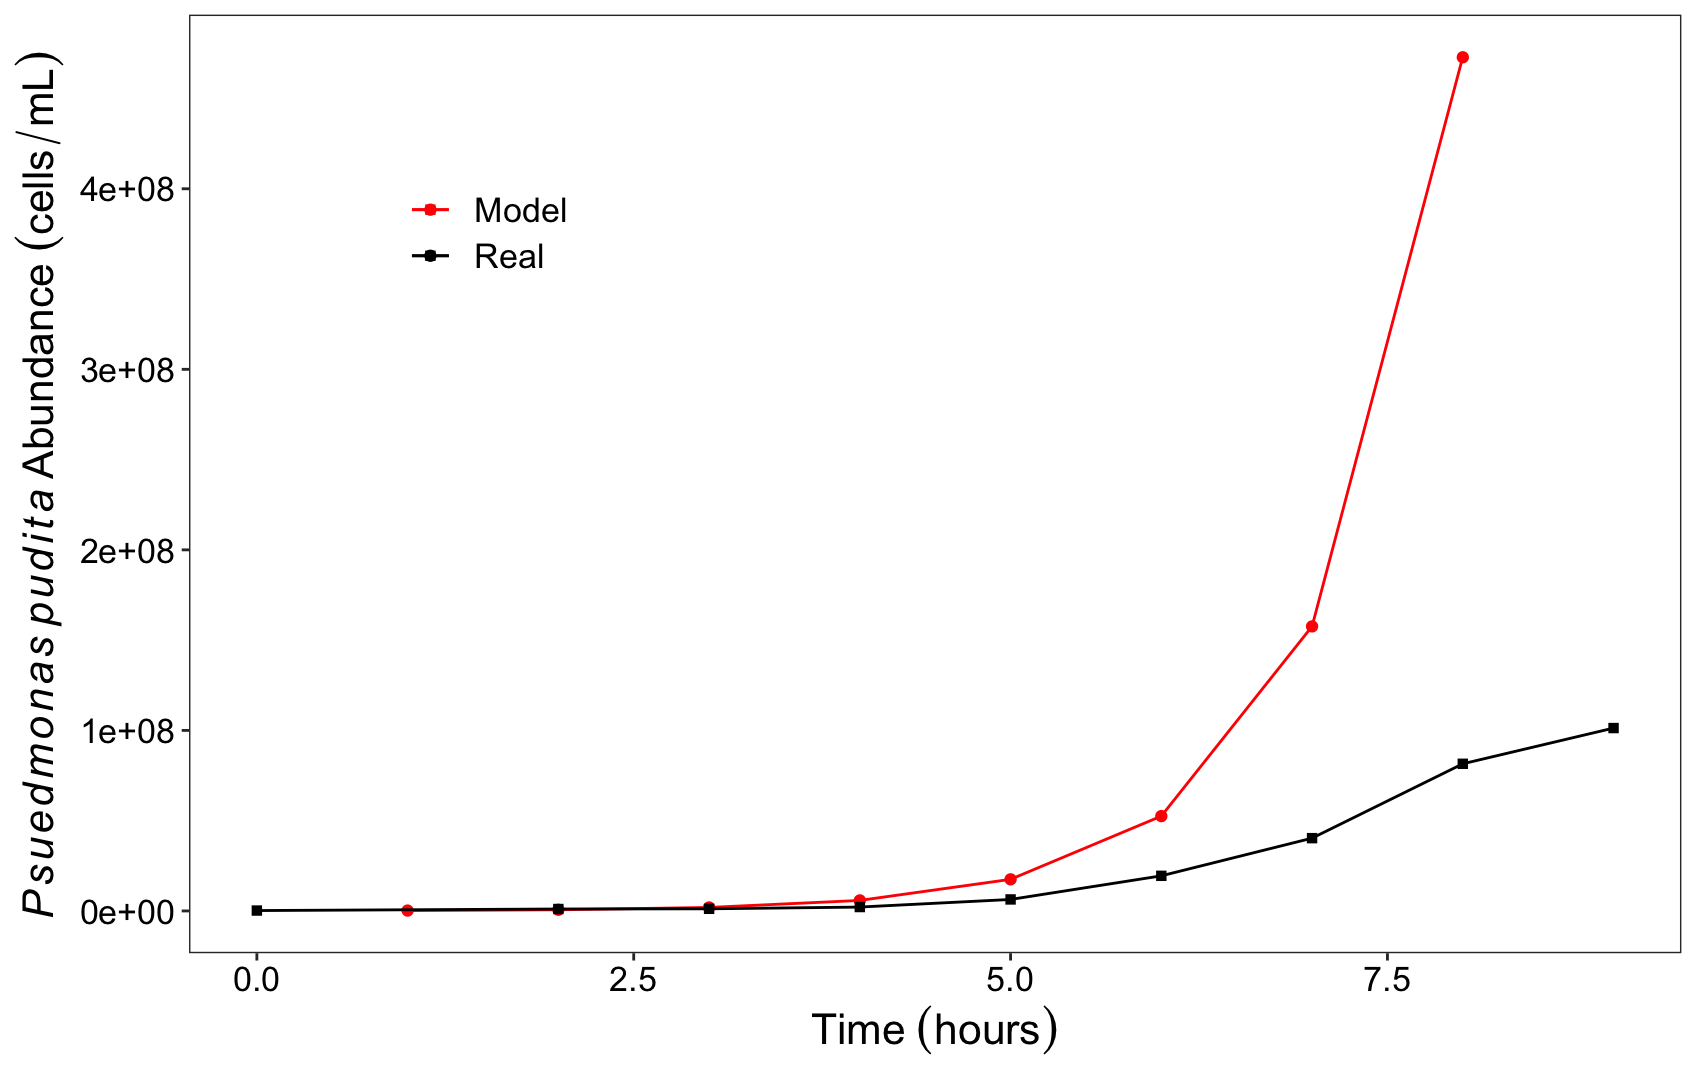 Psuedmonas pudita Abundance (cells/mL)
4e+08
3e+08
2e+08
1e+08
0e+00
Model
Real
0.0 2.5 5.0 7.5
Time (hours)